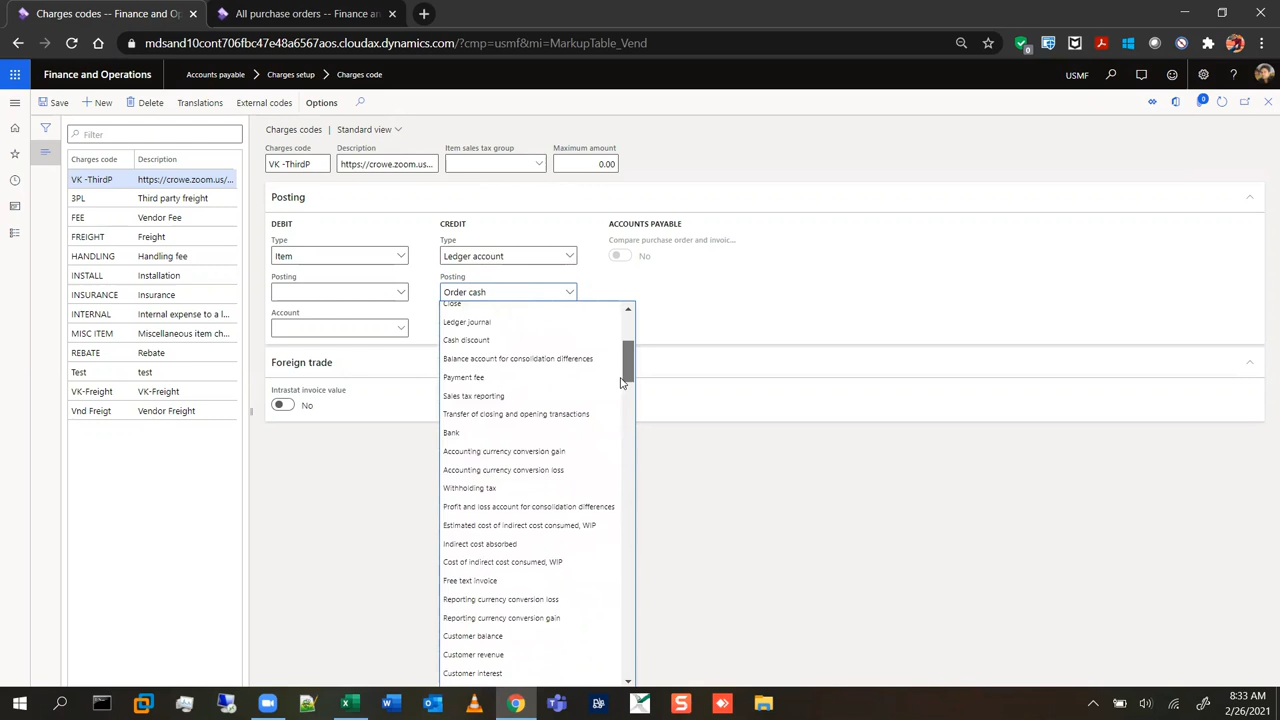 Charges codes -- Finance and Op
All purchase orders -- Finance an
mdsand10cont706fbc47e48a6567aos.cloudax.dynamics.com/?cmp=usmf&mi=MarkupTable_Vend
Finance and Operations
Accounts payable > Charges setup > Charges code
USMF
Save
New
Delete
Translations
External codes
Options
0
Filter
Charges code
Description
VK -ThirdP
https://crowe.zoom.us/...
3PL
Third party freight
FEE
Vendor Fee
FREIGHT
Freight
HANDLING
Handling fee
INSTALL
Installation
INSURANCE
Insurance
INTERNAL
Internal expense to a l...
MISC ITEM
Miscellaneous item ch...
REBATE
Rebate
Test
test
VK-Freight
VK-Freight
Vnd Freigt
Vendor Freight
Charges codes | Standard view
Charges code
Description
Item sales tax group
Maximum amount
VK -ThirdP
https://crowe.zoom.us...
0.00
Posting
DEBIT
CREDIT
ACCOUNTS PAYABLE
Type
Type
Compare purchase order and invoic...
Item
Ledger account
No
Posting
Posting
Order cash
Account
Foreign trade
Intrastat invoice value
No
Close
Ledger journal
Cash discount
Balance account for consolidation differences
Payment fee
Sales tax reporting
Transfer of closing and opening transactions
Bank
Accounting currency conversion gain
Accounting currency conversion loss
Withholding tax
Profit and loss account for consolidation differences
Estimated cost of indirect cost consumed, WIP
Indirect cost absorbed
Cost of indirect cost consumed, WIP
Free text invoice
Reporting currency conversion loss
Reporting currency conversion gain
Customer balance
Customer revenue
Customer interest
8:33 AM
2/26/2021